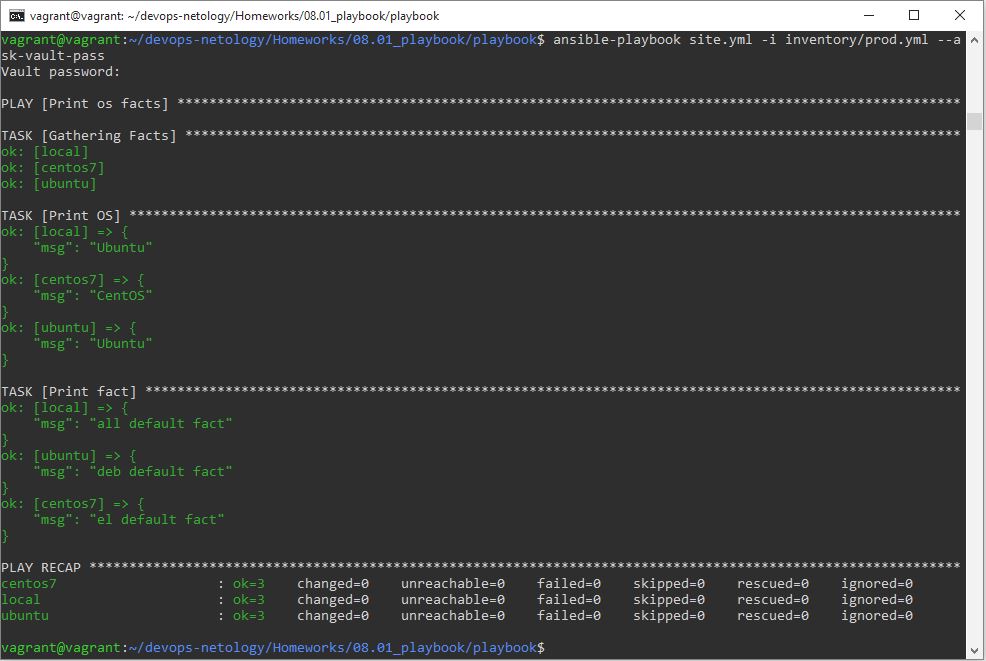 vagrant@vagrant: ~/devops-netology/Homeworks/08.01_playbook/playbook
vagrant@vagrant:~/devops-netology/Homeworks/08.01_playbook/playbook$ ansible-playbook site.yml -i inventory/prod.yml --a
sk-vault-pass
Vault password:
PLAY [Print os facts] **************************************************************************************************
TASK [Gathering Facts] *************************************************************************************************
ok: [local]
ok: [centos7]
ok: [ubuntu]
TASK [Print OS] ********************************************************************************************************
ok: [local] => {
    "msg": "Ubuntu"
}
ok: [centos7] => {
    "msg": "CentOS"
}
ok: [ubuntu] => {
    "msg": "Ubuntu"
}
TASK [Print fact] ******************************************************************************************************
ok: [local] => {
    "msg": "all default fact"
}
ok: [ubuntu] => {
    "msg": "deb default fact"
}
ok: [centos7] => {
    "msg": "el default fact"
}
PLAY RECAP *************************************************************************************************************
centos7                    : ok=3    changed=0    unreachable=0    failed=0    skipped=0    rescued=0    ignored=0
local                      : ok=3    changed=0    unreachable=0    failed=0    skipped=0    rescued=0    ignored=0
ubuntu                     : ok=3    changed=0    unreachable=0    failed=0    skipped=0    rescued=0    ignored=0
vagrant@vagrant:~/devops-netology/Homeworks/08.01_playbook/playbook$